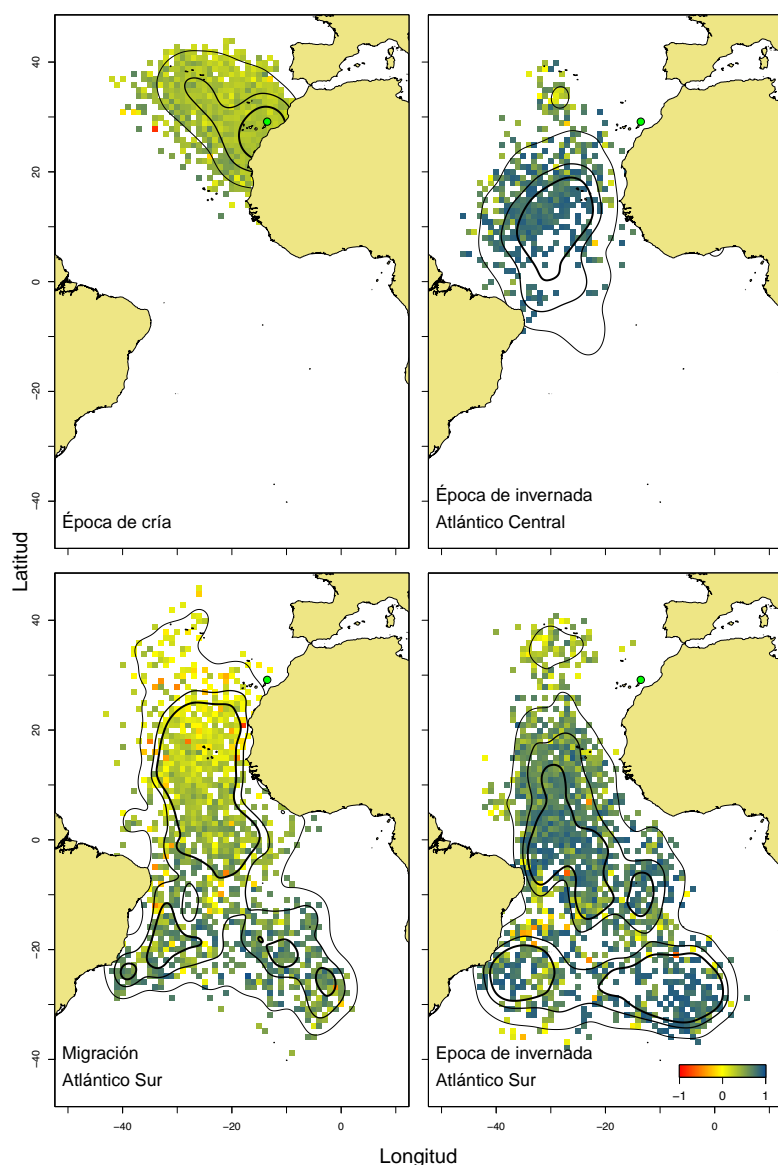 40
20
0
−20
−40
Época de cría
Época de invernada
Atlántico Central
Latitud
40
20
0
−20
−40
Migración
Atlántico Sur
Epoca de invernada
Atlántico Sur
−1
0
1
−40
−20
0
−40
−20
0
Longitud